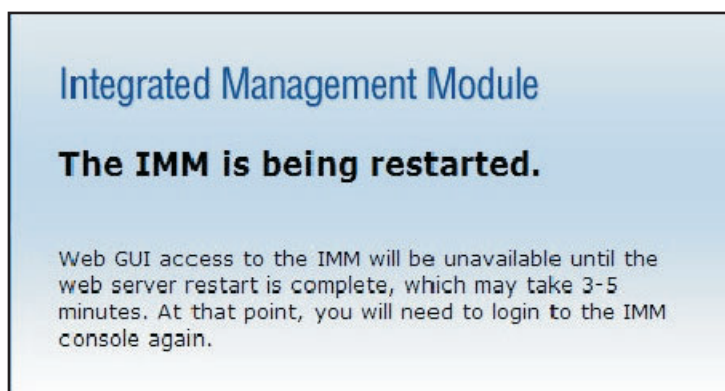 Integrated Management Module
The IMM is being restarted.
Web GUI access to the IMM will be unavailable until the
web server restart is complete, which may take 3-5
minutes. At that point, you will need to login to the IMM
console again.